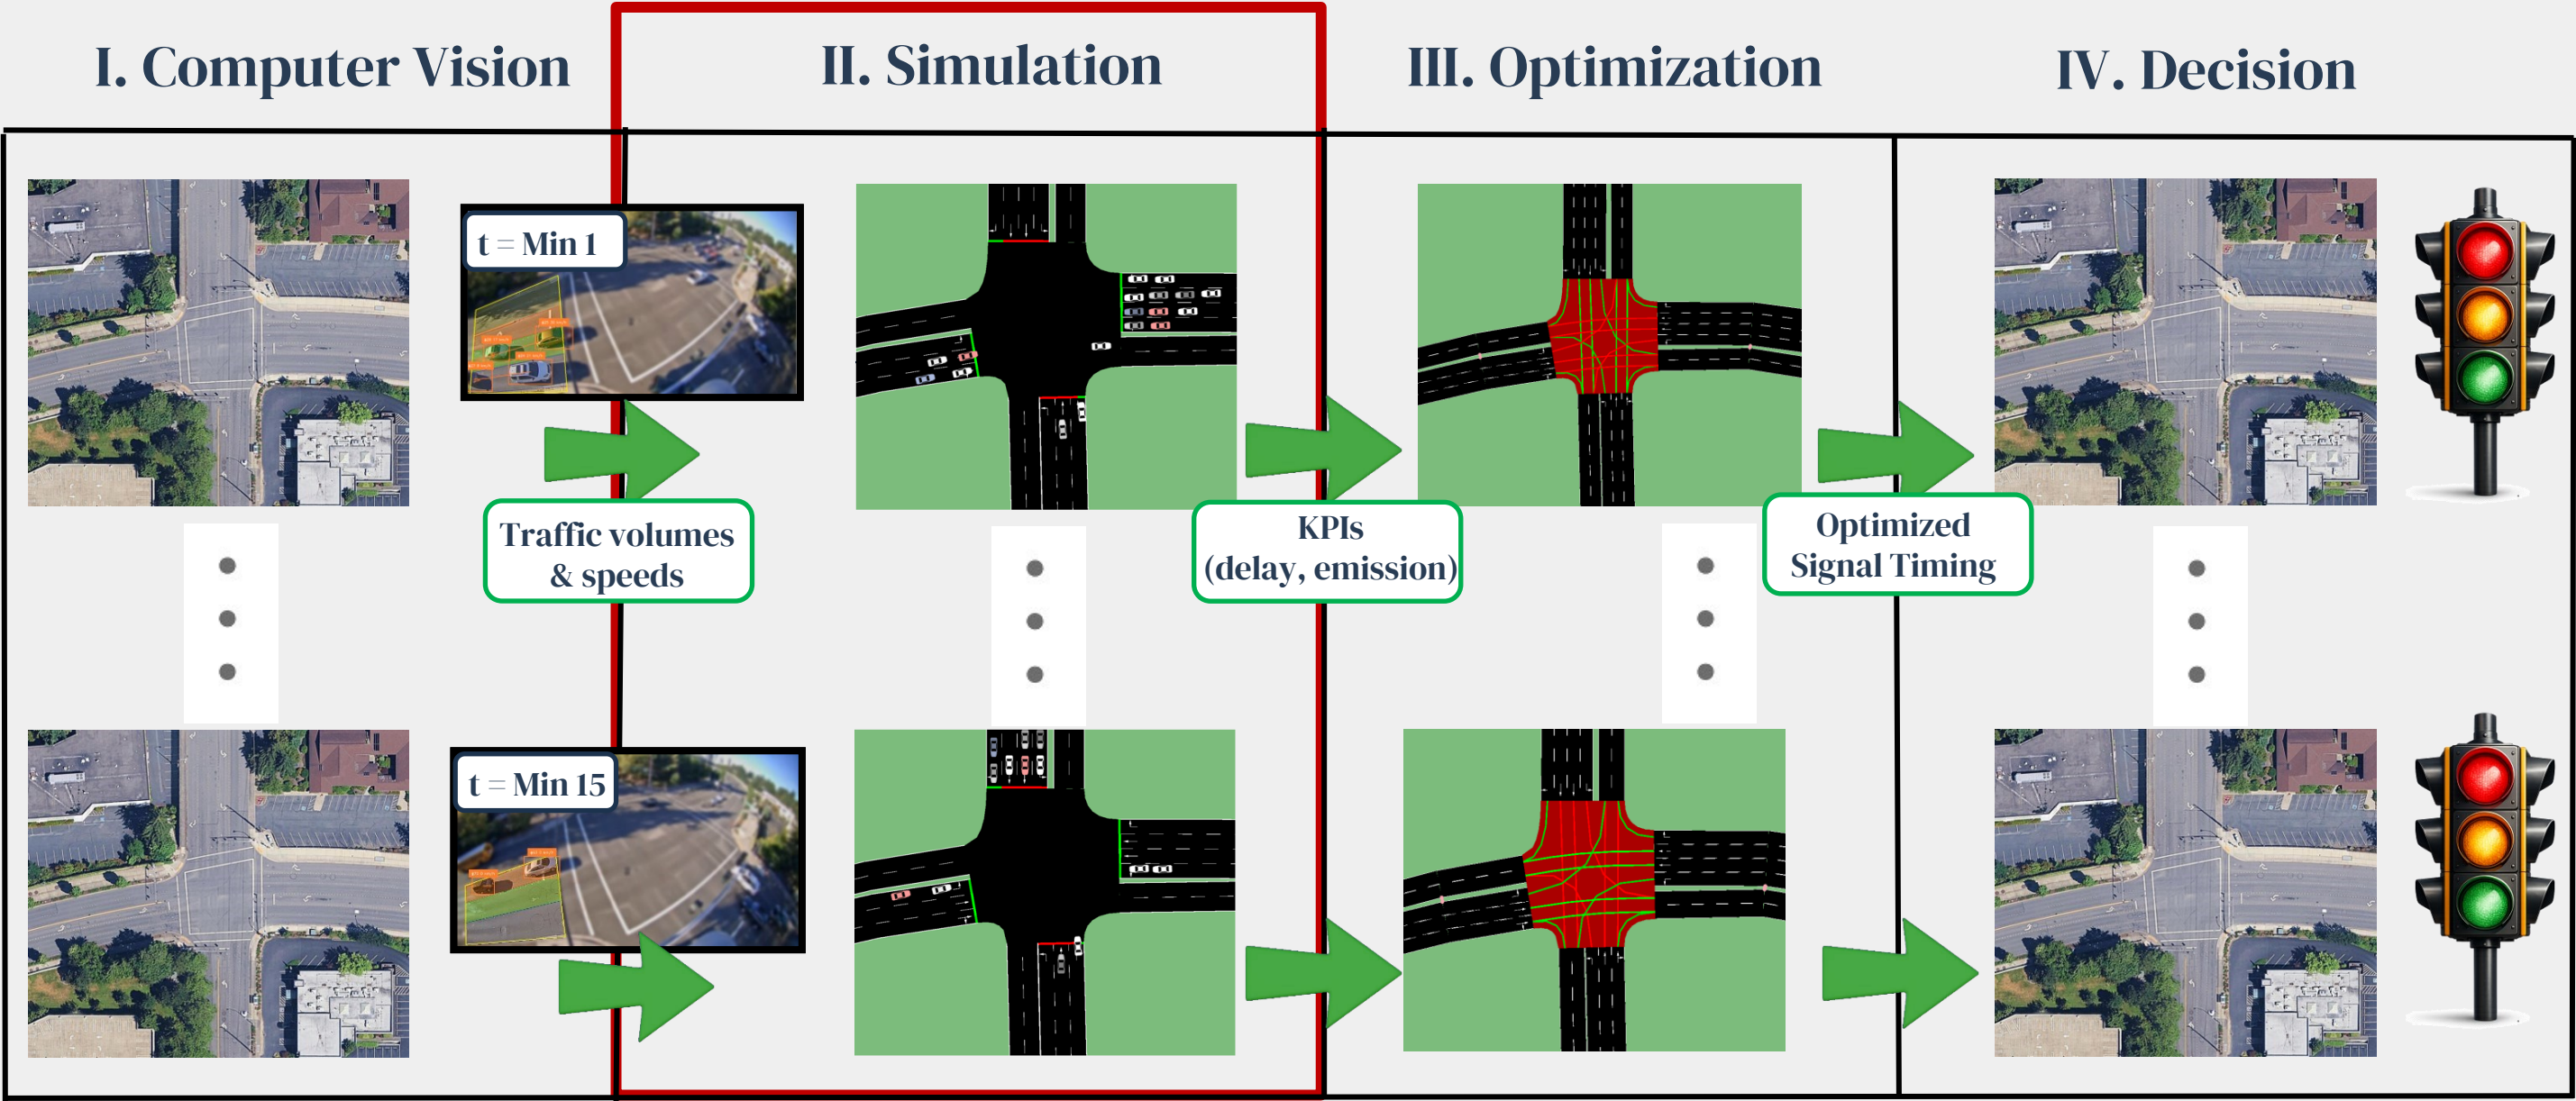 I. Computer Vision
II. Simulation
III. Optimization
IV. Decision
t = Min 1
Traffic volumes
& speeds
KPIs
(delay, emission)
Optimized
Signal Timing
t = Min 15